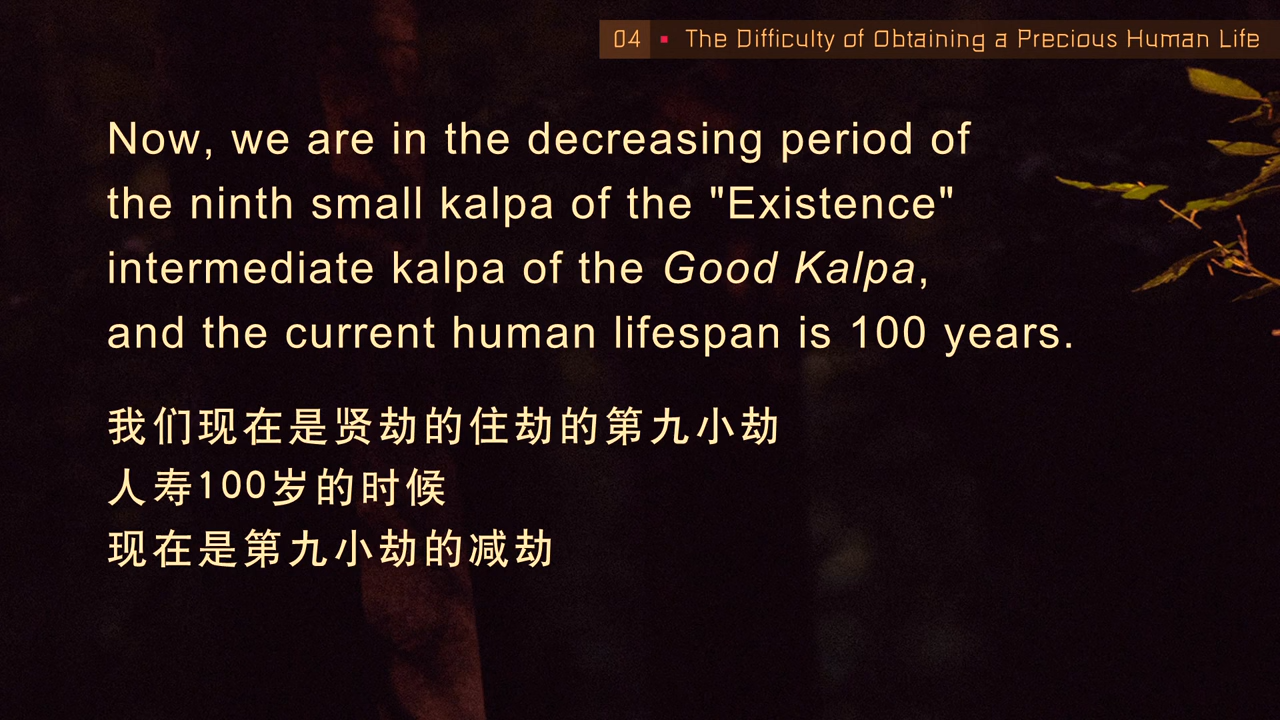 04 ▪ The Difficulty of Obtaining a Precious Human Life
Now, we are in the decreasing period of
the ninth small kalpa of the "Existence"
intermediate kalpa of the Good Kalpa,
and the current human lifespan is 100 years.
我们现在是贤劫的住劫的第九小劫
人寿100岁的时候
现在是第九小劫的减劫